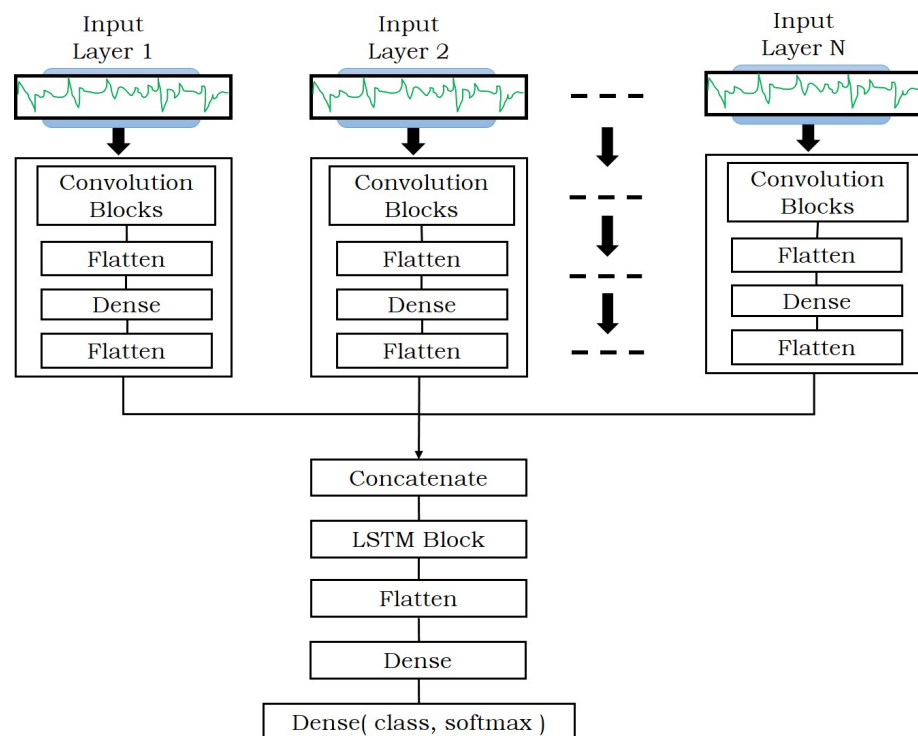 Input
Layer 1
Input
Layer 2
Input
Layer N
Convolution
Blocks
Flatten
Dense
Flatten
Convolution
Blocks
Flatten
Dense
Flatten
Convolution
Blocks
Flatten
Dense
Flatten
Concatenate
LSTM Block
Flatten
Dense
Dense( class, softmax )